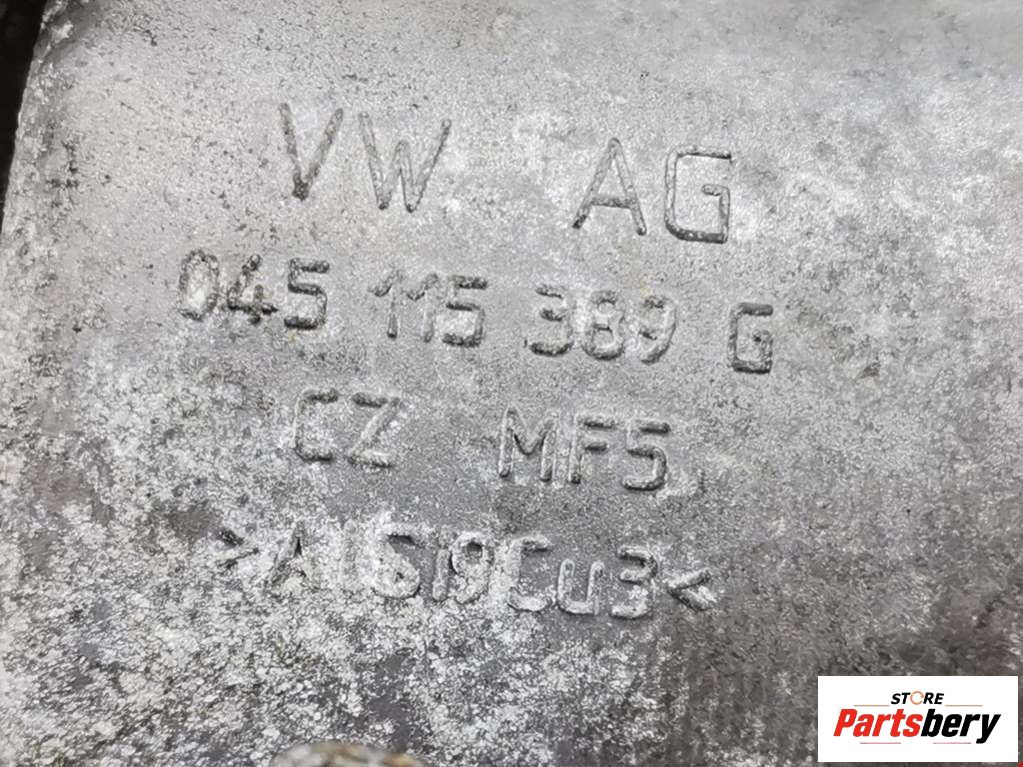 VW AG
045 115 389 G
CZ MF5
>AlSi9Cu3<
STORE
Partsbery